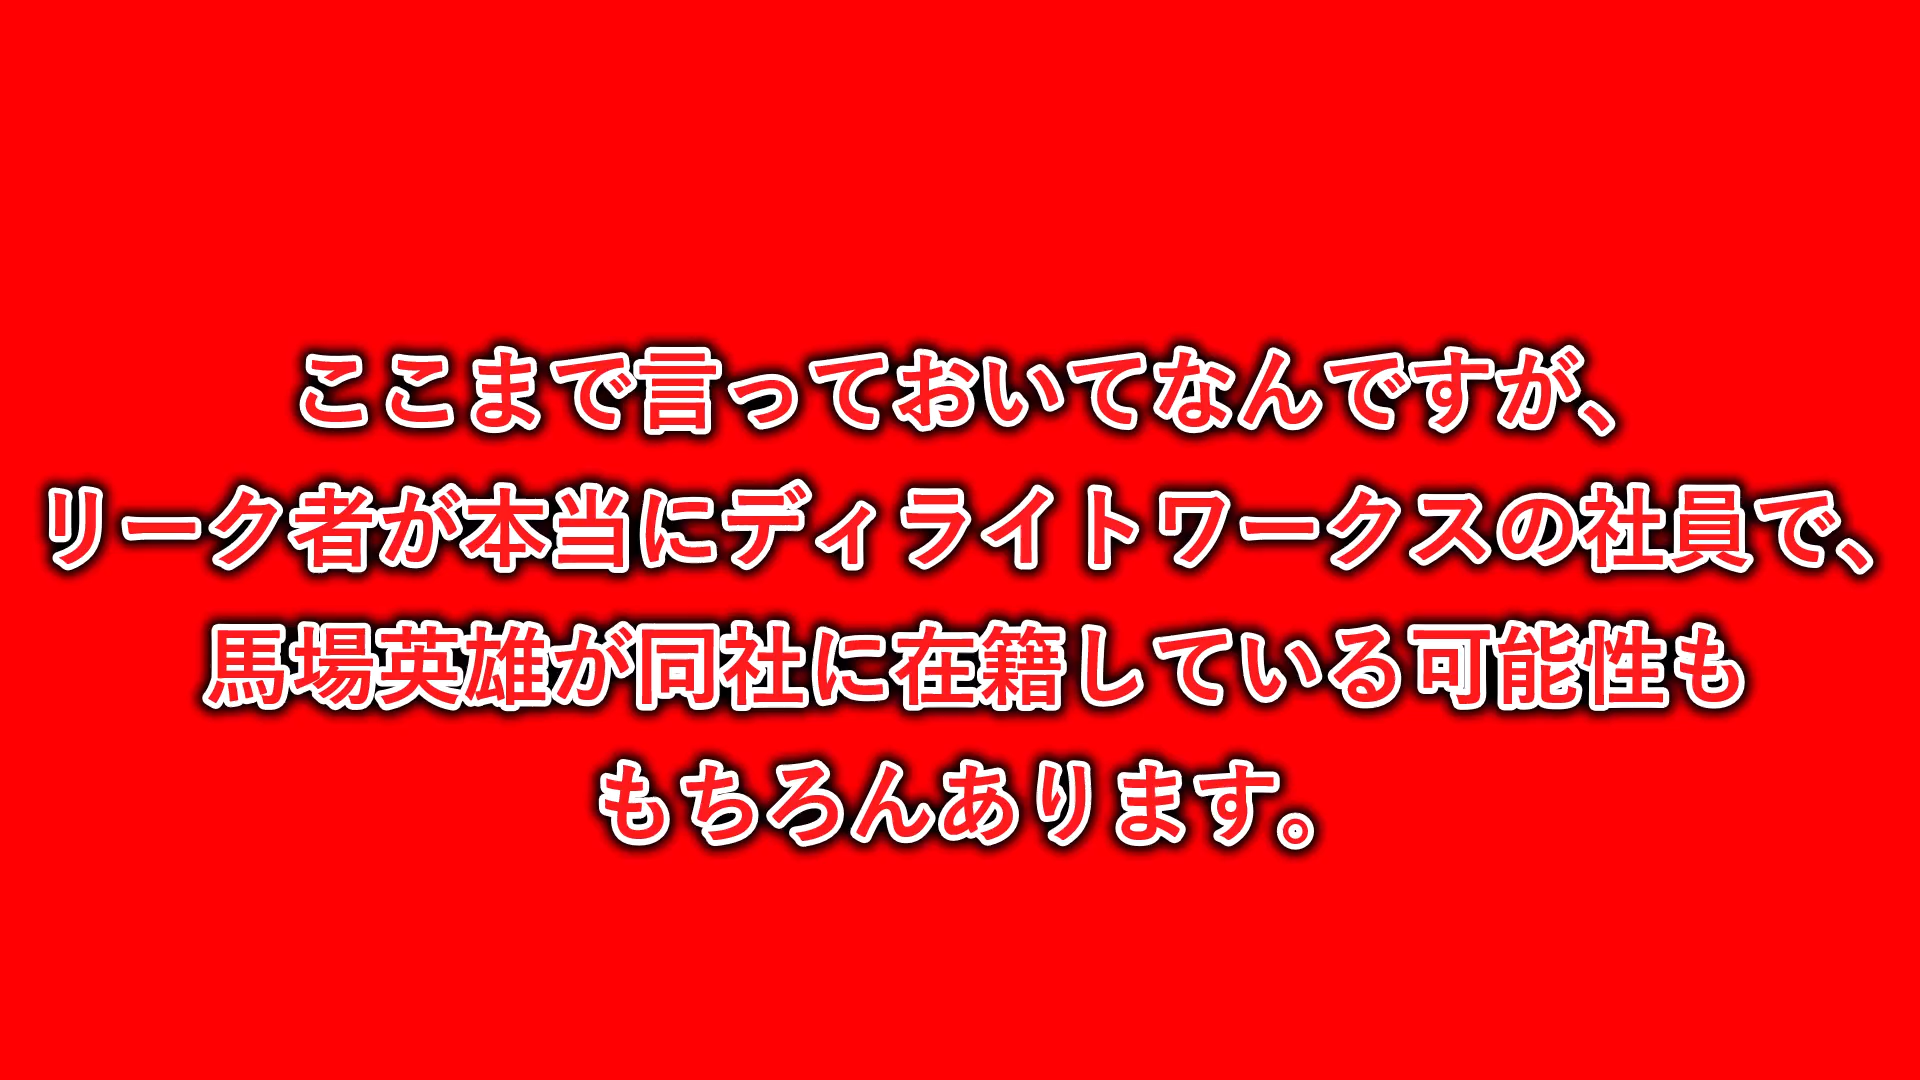 ここまで言っておいてなんですが、
リーク者が本当にディライトワークスの社員で、
馬場英雄が同社に在籍している可能性も
もちろんあります。